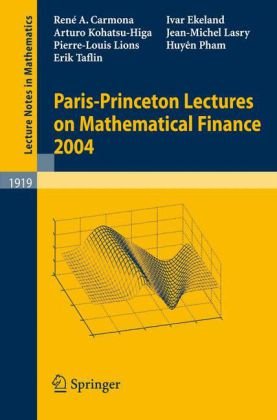 René A. Carmona Ivar Ekeland
Arturo Kohatsu-Higa Jean-Michel Lasry
Pierre-Louis Lions Huyên Pham
Erik Taflin
Lecture Notes in Mathematics
Paris-Princeton Lectures
on Mathematical Finance
2004
1919
Springer